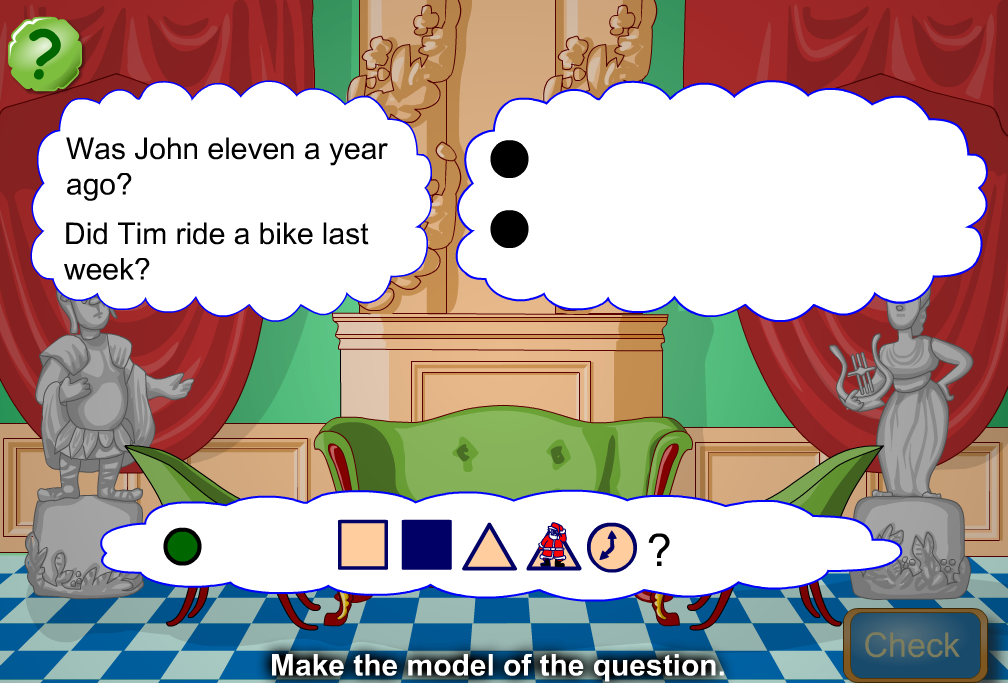 ?
Was John eleven a year
ago?
Did Tim ride a bike last
week?
?
Check
Make the model of the question.